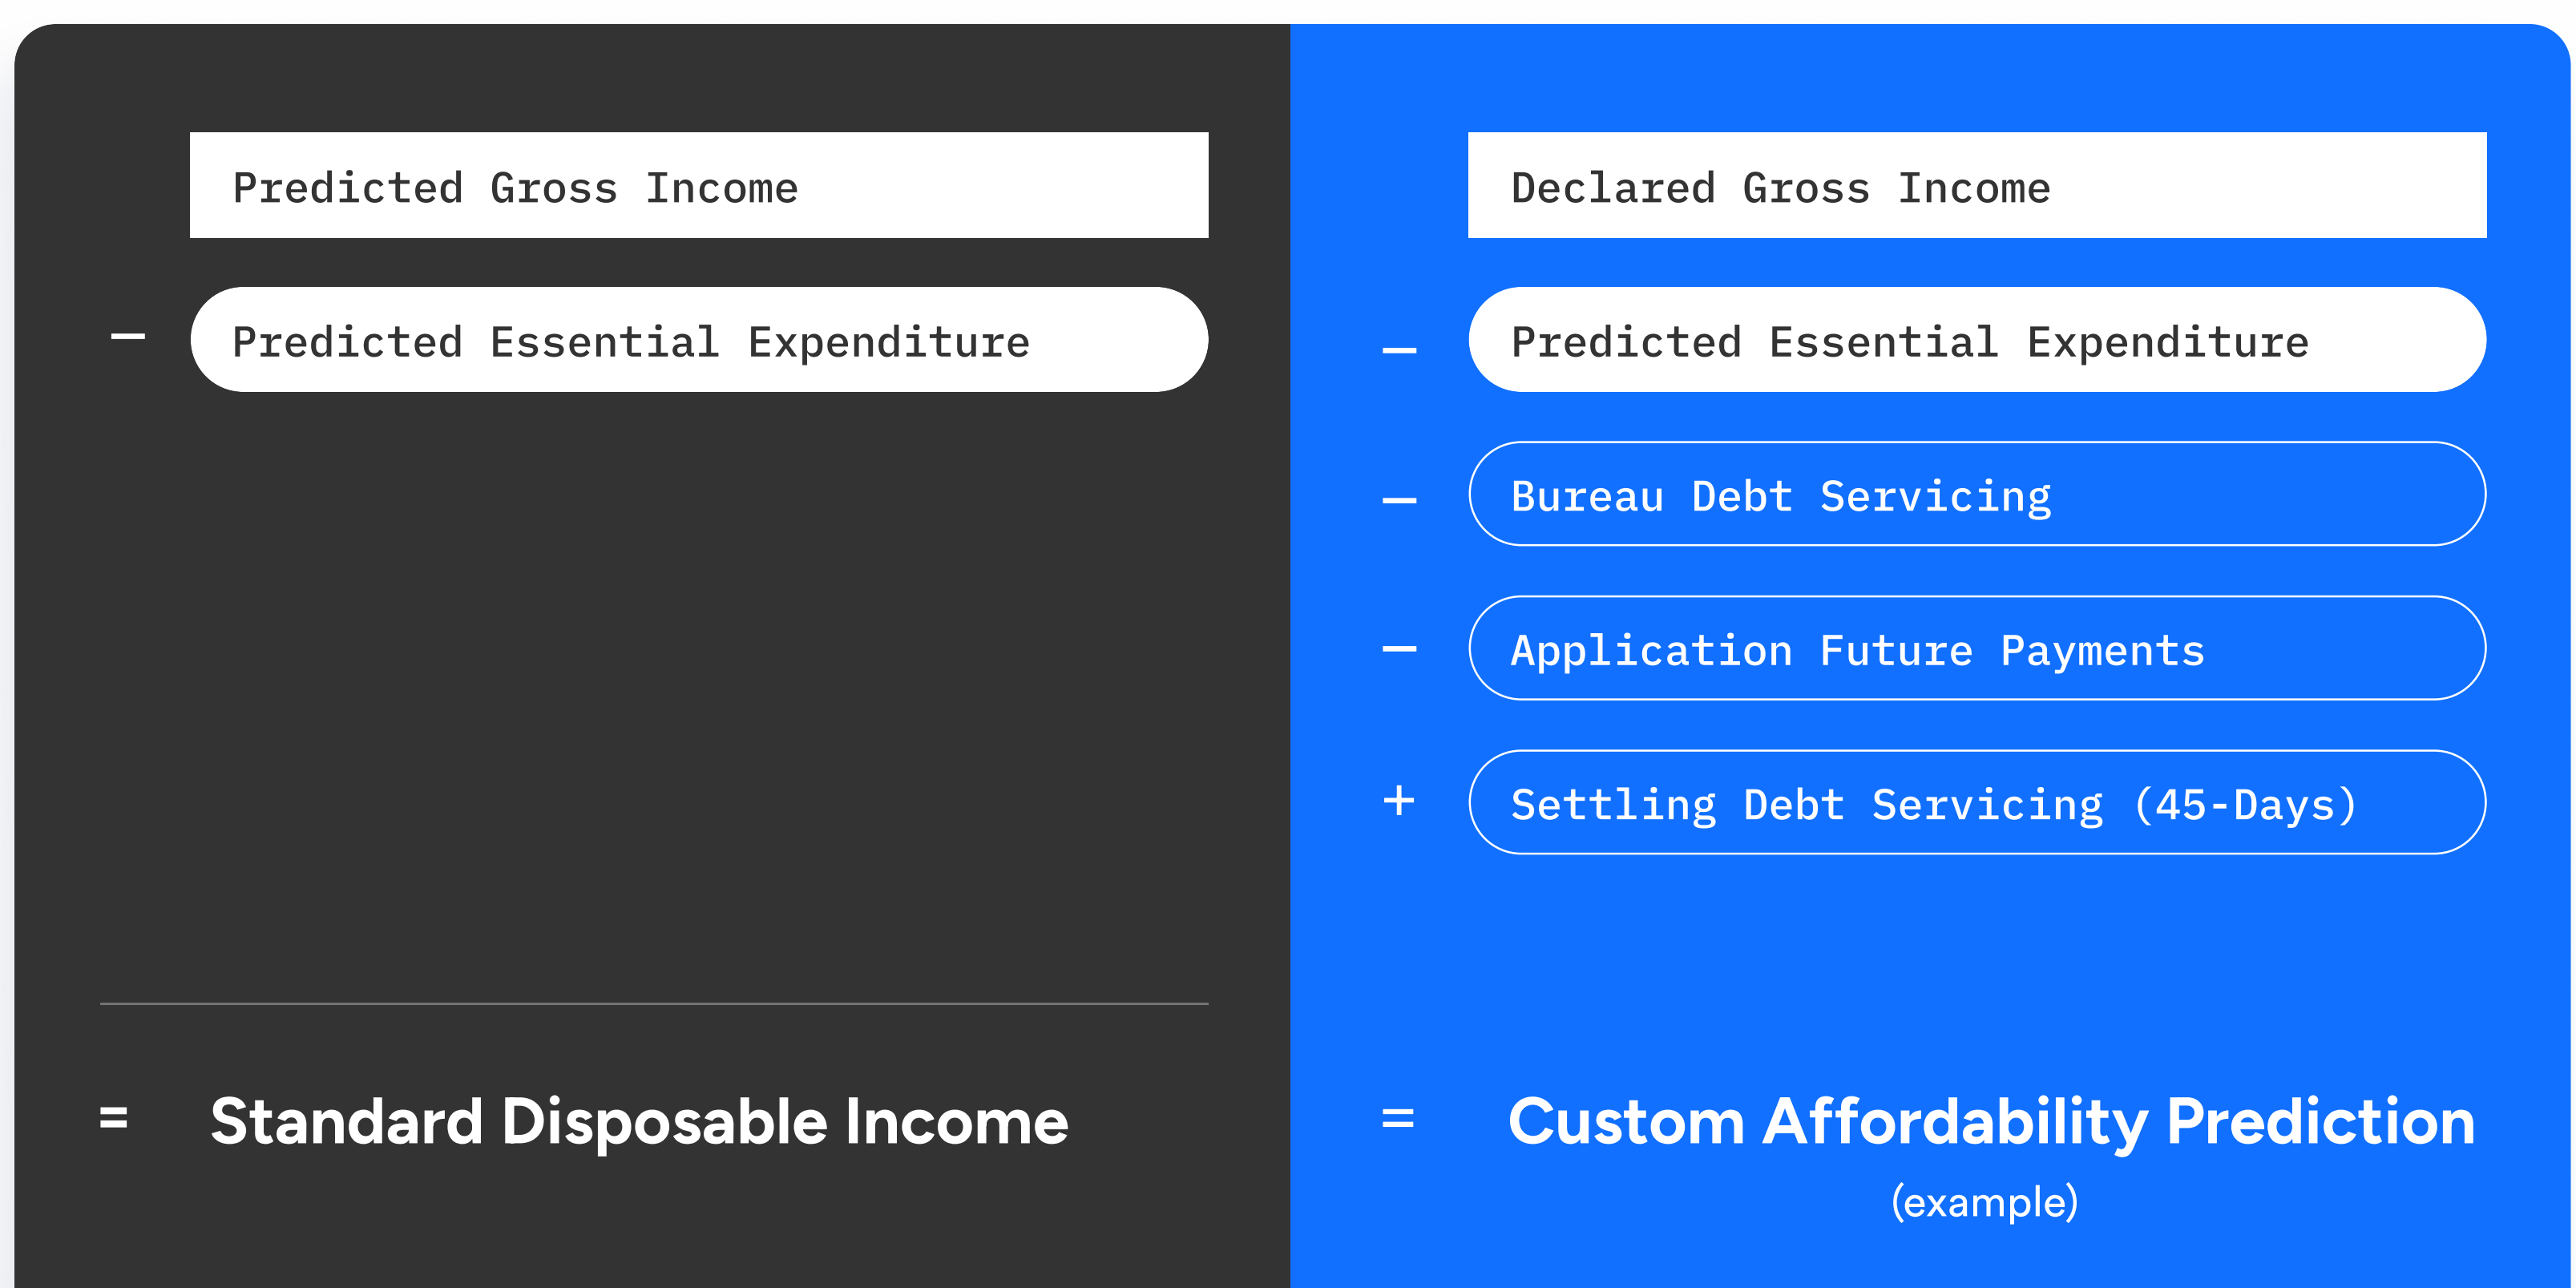 Predicted Gross Income
− Predicted Essential Expenditure
= Standard Disposable Income
Declared Gross Income
− Predicted Essential Expenditure
− Bureau Debt Servicing
− Application Future Payments
+ Settling Debt Servicing (45-Days)
= Custom Affordability Prediction
(example)